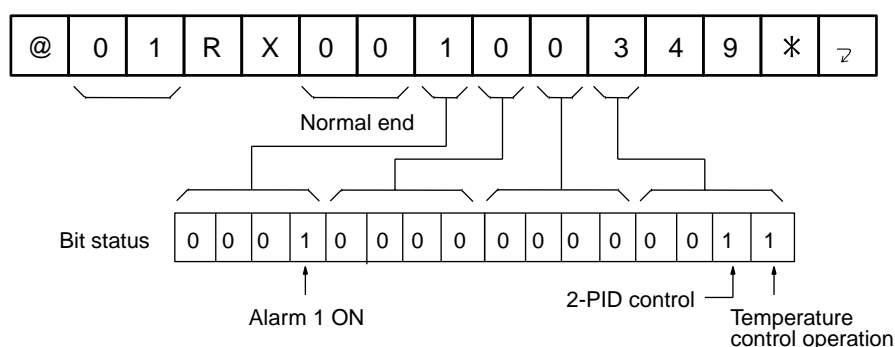 @ 0 1 R X 0 0 1 0 0 3 4 9 * ↵
Normal end
Bit status 0 0 0 1 0 0 0 0 0 0 0 0 0 0 1 1
2-PID control
Alarm 1 ON
Temperature
control operation